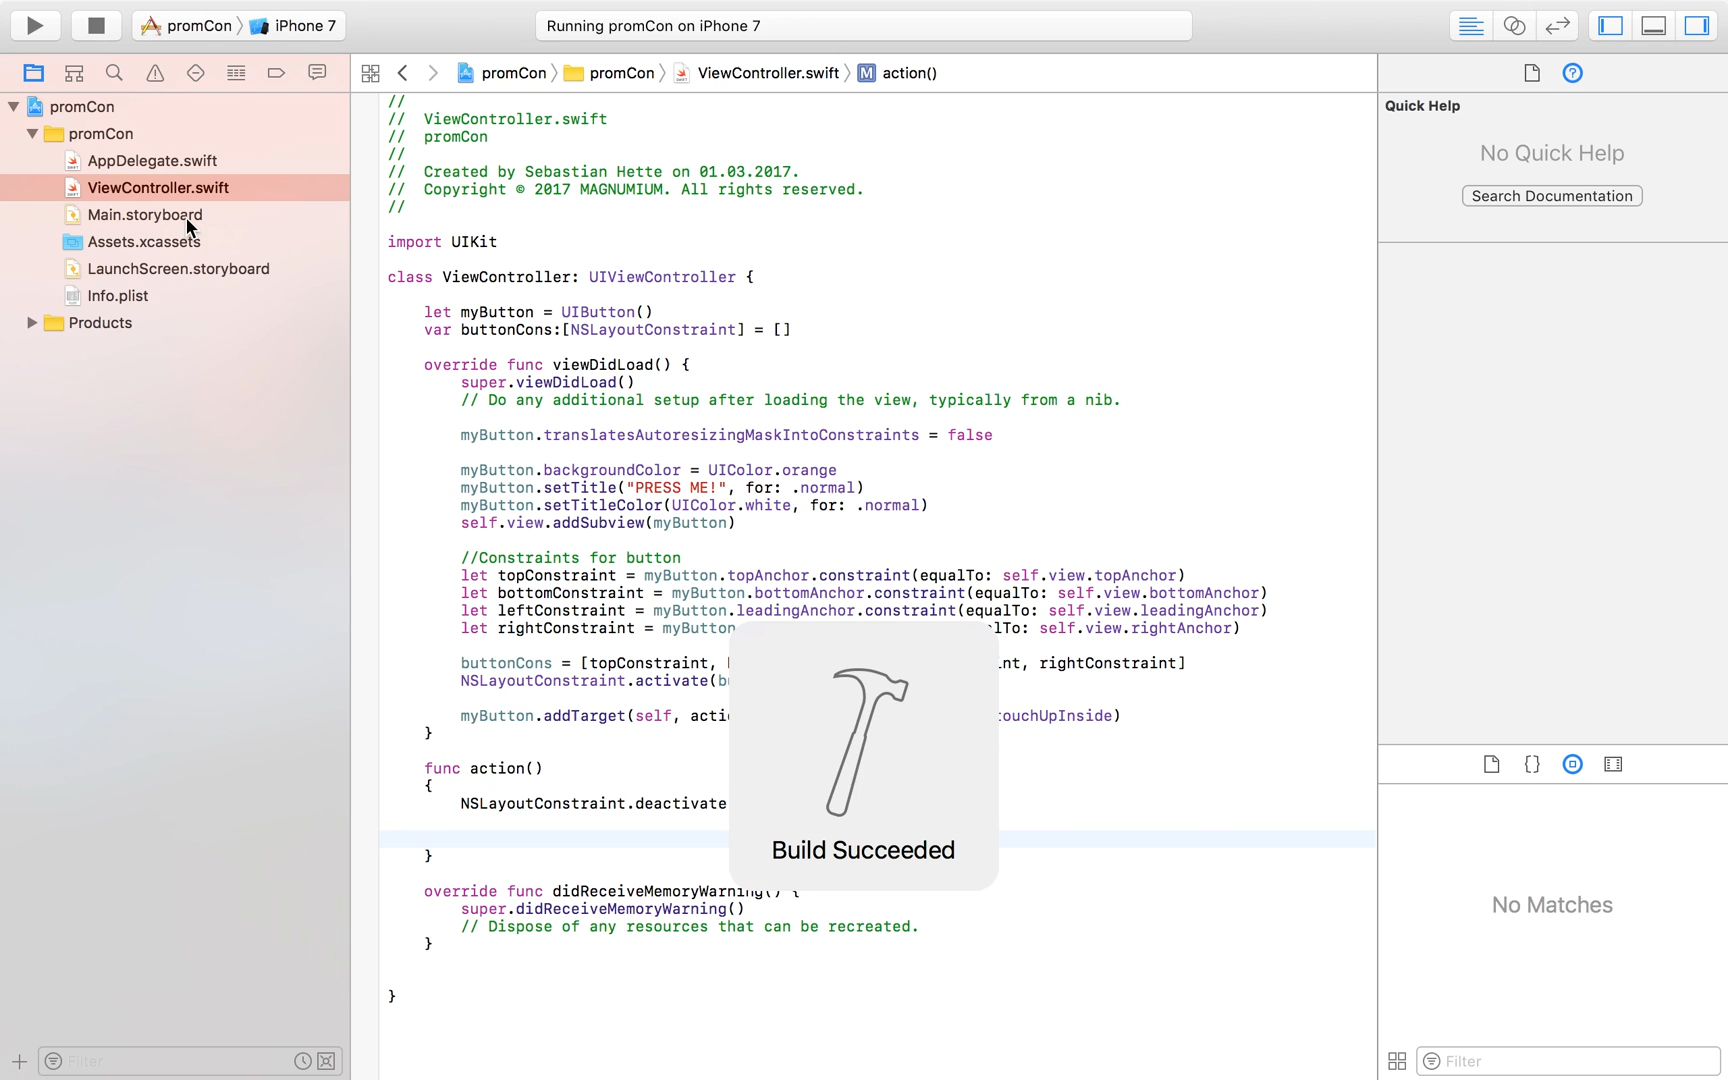 promCon iPhone 7
Running promCon on iPhone 7
promCon promCon ViewController.swift M action()
promCon
promCon
AppDelegate.swift
ViewController.swift
Main.storyboard
Assets.xcassets
LaunchScreen.storyboard
Info.plist
Products
Filter
//
// ViewController.swift
// promCon
//
// Created by Sebastian Hette on 01.03.2017.
// Copyright © 2017 MAGNUMIUM. All rights reserved.
//
import UIKit
class ViewController: UIViewController {
let myButton = UIButton()
var buttonCons:[NSLayoutConstraint] = []
override func viewDidLoad() {
super.viewDidLoad()
// Do any additional setup after loading the view, typically from a nib.
myButton.translatesAutoresizingMaskIntoConstraints = false
myButton.backgroundColor = UIColor.orange
myButton.setTitle("PRESS ME!", for: .normal)
myButton.setTitleColor(UIColor.white, for: .normal)
self.view.addSubview(myButton)
//Constraints for button
let topConstraint = myButton.topAnchor.constraint(equalTo: self.view.topAnchor)
let bottomConstraint = myButton.bottomAnchor.constraint(equalTo: self.view.bottomAnchor)
let leftConstraint = myButton.leadingAnchor.constraint(equalTo: self.view.leadingAnchor)
let rightConstraint = myButton lTo: self.view.rightAnchor)
buttonCons = [topConstraint, nt, rightConstraint]
NSLayoutConstraint.activate(b
myButton.addTarget(self, acti ouchUpInside)
}
func action()
{
NSLayoutConstraint.deactivate
}
override func didReceiveMemoryWarning() {
super.didReceiveMemoryWarning()
// Dispose of any resources that can be recreated.
}
}
Build Succeeded
Quick Help
No Quick Help
Search Documentation
{}
No Matches
Filter